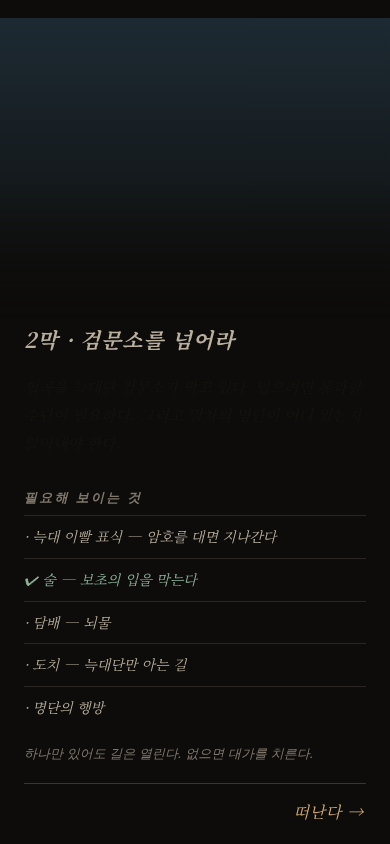 2막 · 검문소를 넘어라
필요해 보이는 것
· 늑대 이빨 표식 — 암호를 대면 지나간다
✔ 술 — 보초의 입을 막는다
· 담배 — 뇌물
· 도치 — 늑대단만 아는 길
· 명단의 행방
하나만 있어도 길은 열린다. 없으면 대가를 치른다.
떠난다 →